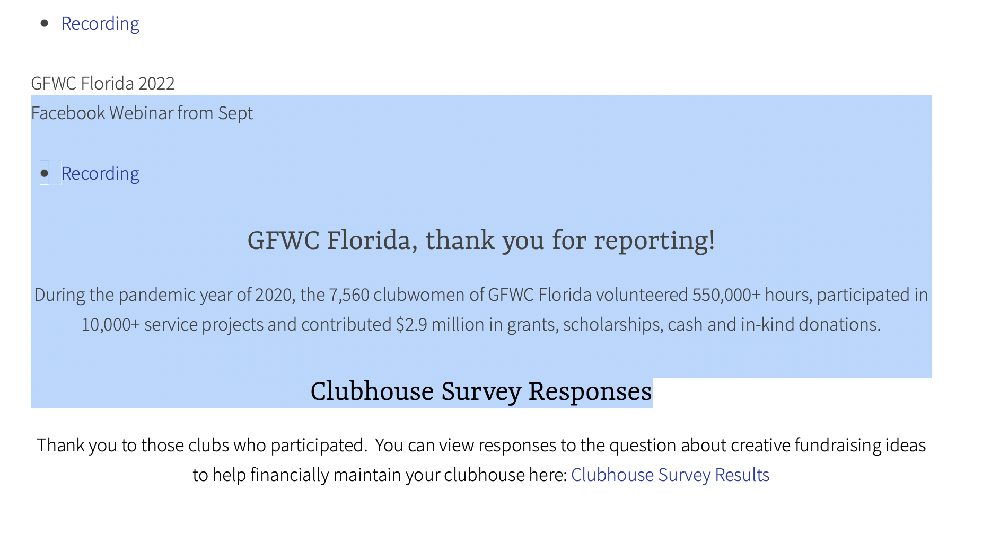 • Recording
GFWC Florida 2022
Facebook Webinar from Sept
• Recording
GFWC Florida, thank you for reporting!
During the pandemic year of 2020, the 7,560 clubwomen of GFWC Florida volunteered 550,000+ hours, participated in
10,000+ service projects and contributed $2.9 million in grants, scholarships, cash and in-kind donations.
Clubhouse Survey Responses
Thank you to those clubs who participated.  You can view responses to the question about creative fundraising ideas
to help financially maintain your clubhouse here: Clubhouse Survey Results